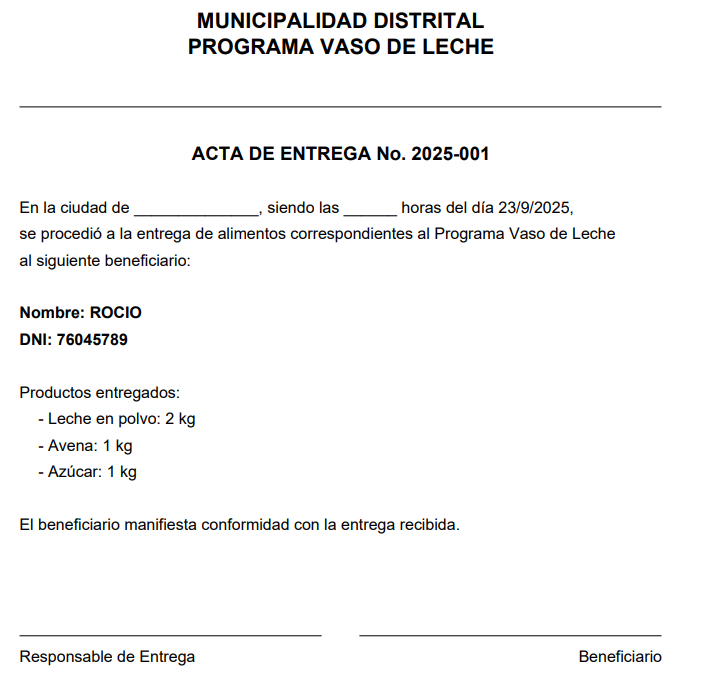 MUNICIPALIDAD DISTRITAL
PROGRAMA VASO DE LECHE
ACTA DE ENTREGA No. 2025-001
En la ciudad de ______________, siendo las ______ horas del día 23/9/2025,
se procedió a la entrega de alimentos correspondientes al Programa Vaso de Leche
al siguiente beneficiario:
Nombre: ROCIO
DNI: 76045789
Productos entregados:
- Leche en polvo: 2 kg
- Avena: 1 kg
- Azúcar: 1 kg
El beneficiario manifiesta conformidad con la entrega recibida.
Responsable de Entrega
Beneficiario